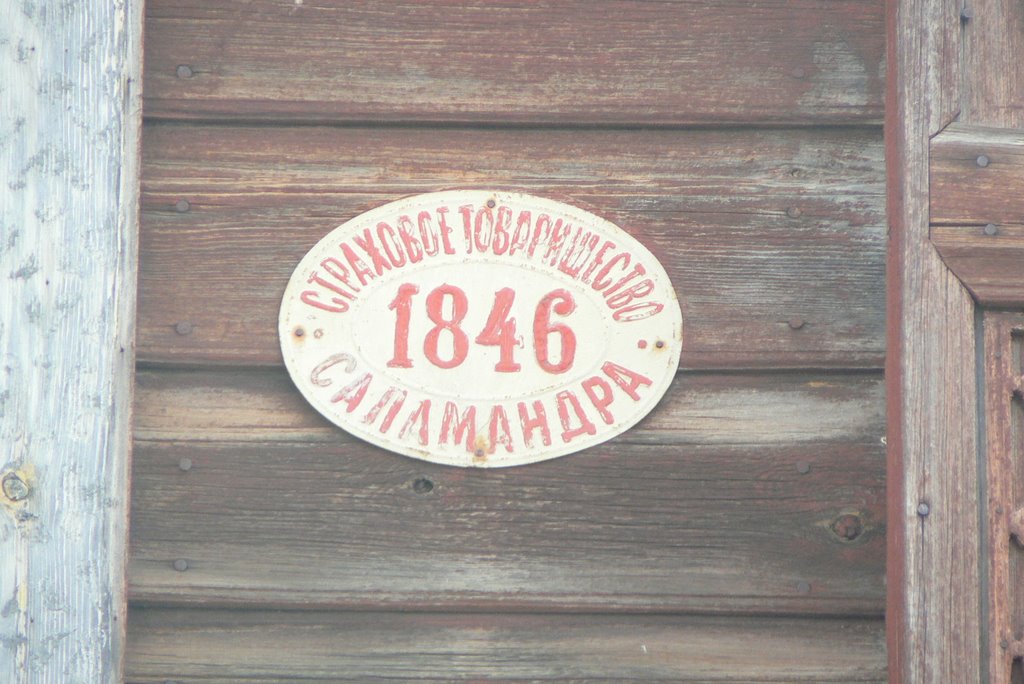 СТРАХОВОЕ ТОВАРИЩЕСТВО
1846
САЛАМАНДРА